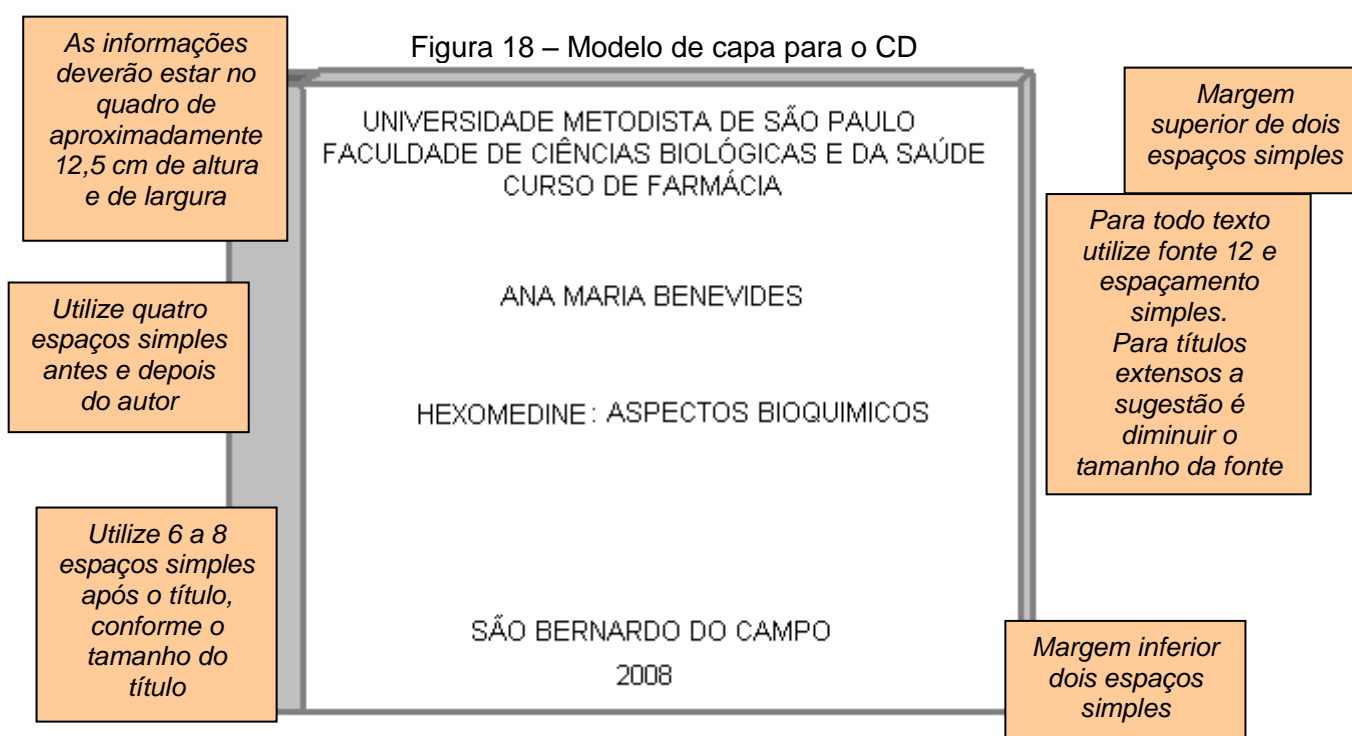 Figura 18 – Modelo de capa para o CD
As informações
deverão estar no
quadro de
aproximadamente
12,5 cm de altura
e de largura
Utilize quatro
espaços simples
antes e depois
do autor
Utilize 6 a 8
espaços simples
após o título,
conforme o
tamanho do
título
UNIVERSIDADE METODISTA DE SÃO PAULO
FACULDADE DE CIÊNCIAS BIOLÓGICAS E DA SAÚDE
CURSO DE FARMÁCIA
ANA MARIA BENEVIDES
HEXOMEDINE: ASPECTOS BIOQUIMICOS
SÃO BERNARDO DO CAMPO
2008
Margem
superior de dois
espaços simples
Para todo texto
utilize fonte 12 e
espaçamento
simples.
Para títulos
extensos a
sugestão é
diminuir o
tamanho da fonte
Margem inferior
dois espaços
simples